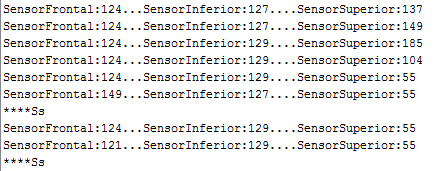 SensorFrontal:124...SensorInferior:127....SensorSuperior:137
SensorFrontal:124...SensorInferior:127....SensorSuperior:149
SensorFrontal:124...SensorInferior:129....SensorSuperior:185
SensorFrontal:124...SensorInferior:129....SensorSuperior:104
SensorFrontal:124...SensorInferior:129....SensorSuperior:55
SensorFrontal:149...SensorInferior:127....SensorSuperior:55
****Ss
SensorFrontal:124...SensorInferior:129....SensorSuperior:55
SensorFrontal:121...SensorInferior:129....SensorSuperior:55
****Ss